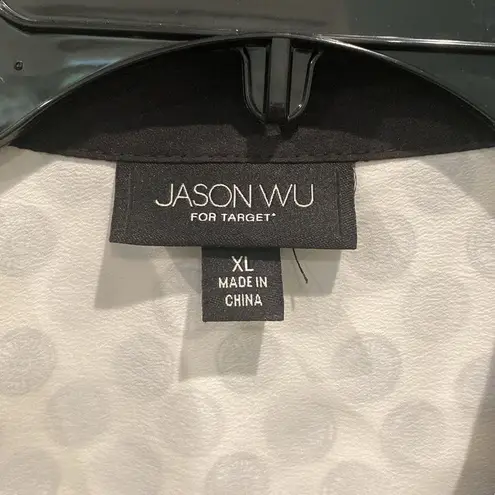 JASON WU
FOR TARGET*
XL
MADE IN
CHINA